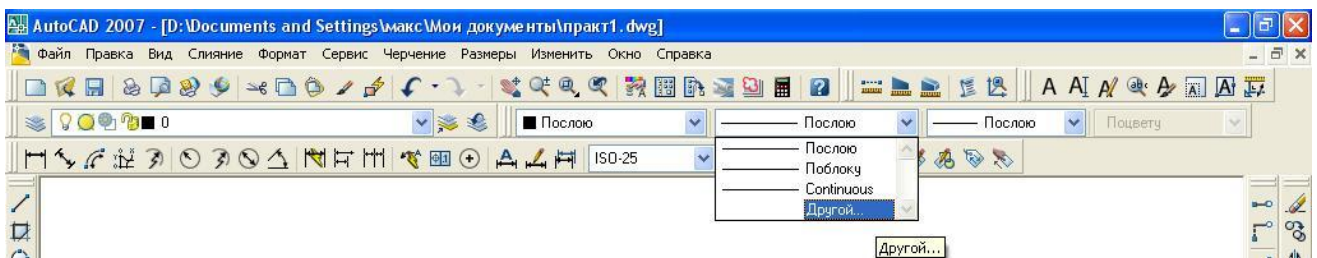 AutoCAD 2007 - [D:\Documents and Settings\макс\Мои документы\практ1.dwg]
Файл Правка Вид Слияние Формат Сервис Черчение Размеры Изменить Окно Справка
0 Послою Послою Послою Поцвету
ISO-25
Послою
Поблоку
Continuous
Другой...
Другой...